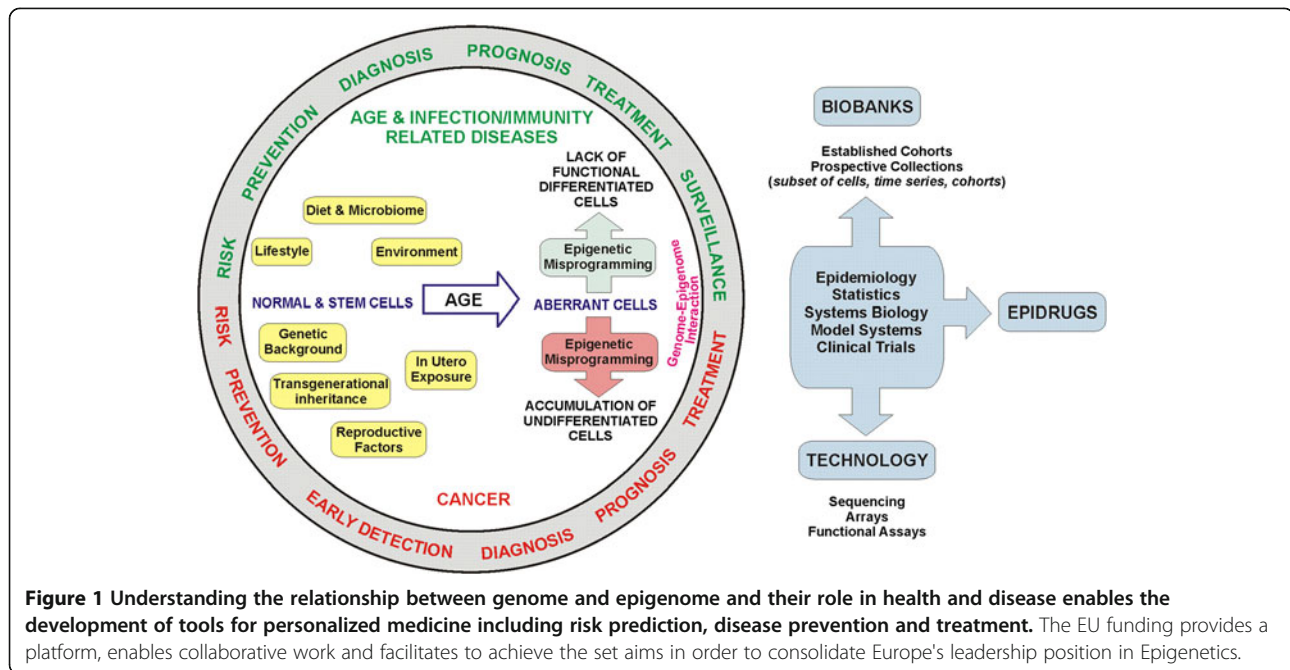 RISK PREVENTION DIAGNOSIS PROGNOSIS TREATMENT SURVEILLANCE
AGE & INFECTION/IMMUNITY
RELATED DISEASES
LACK OF
FUNCTIONAL
DIFFERENTIATED
CELLS
Diet & Microbiome
Lifestyle
Environment
Epigenetic
Misprogramming
NORMAL & STEM CELLS
AGE
ABERRANT CELLS
Genome-Epigenome
Interaction
Genetic
Background
In Utero
Exposure
Epigenetic
Misprogramming
Transgenerational
inheritance
Reproductive
Factors
ACCUMULATION OF
UNDIFFERENTIATED
CELLS
CANCER
RISK PREVENTION EARLY DETECTION DIAGNOSIS PROGNOSIS TREATMENT
BIOBANKS
Established Cohorts
Prospective Collections
(subset of cells, time series, cohorts)
Epidemiology
Statistics
Systems Biology
Model Systems
Clinical Trials
EPIDRUGS
TECHNOLOGY
Sequencing
Arrays
Functional Assays
Figure 1 Understanding the relationship between genome and epigenome and their role in health and disease enables the
development of tools for personalized medicine including risk prediction, disease prevention and treatment. The EU funding provides a
platform, enables collaborative work and facilitates to achieve the set aims in order to consolidate Europe's leadership position in Epigenetics.